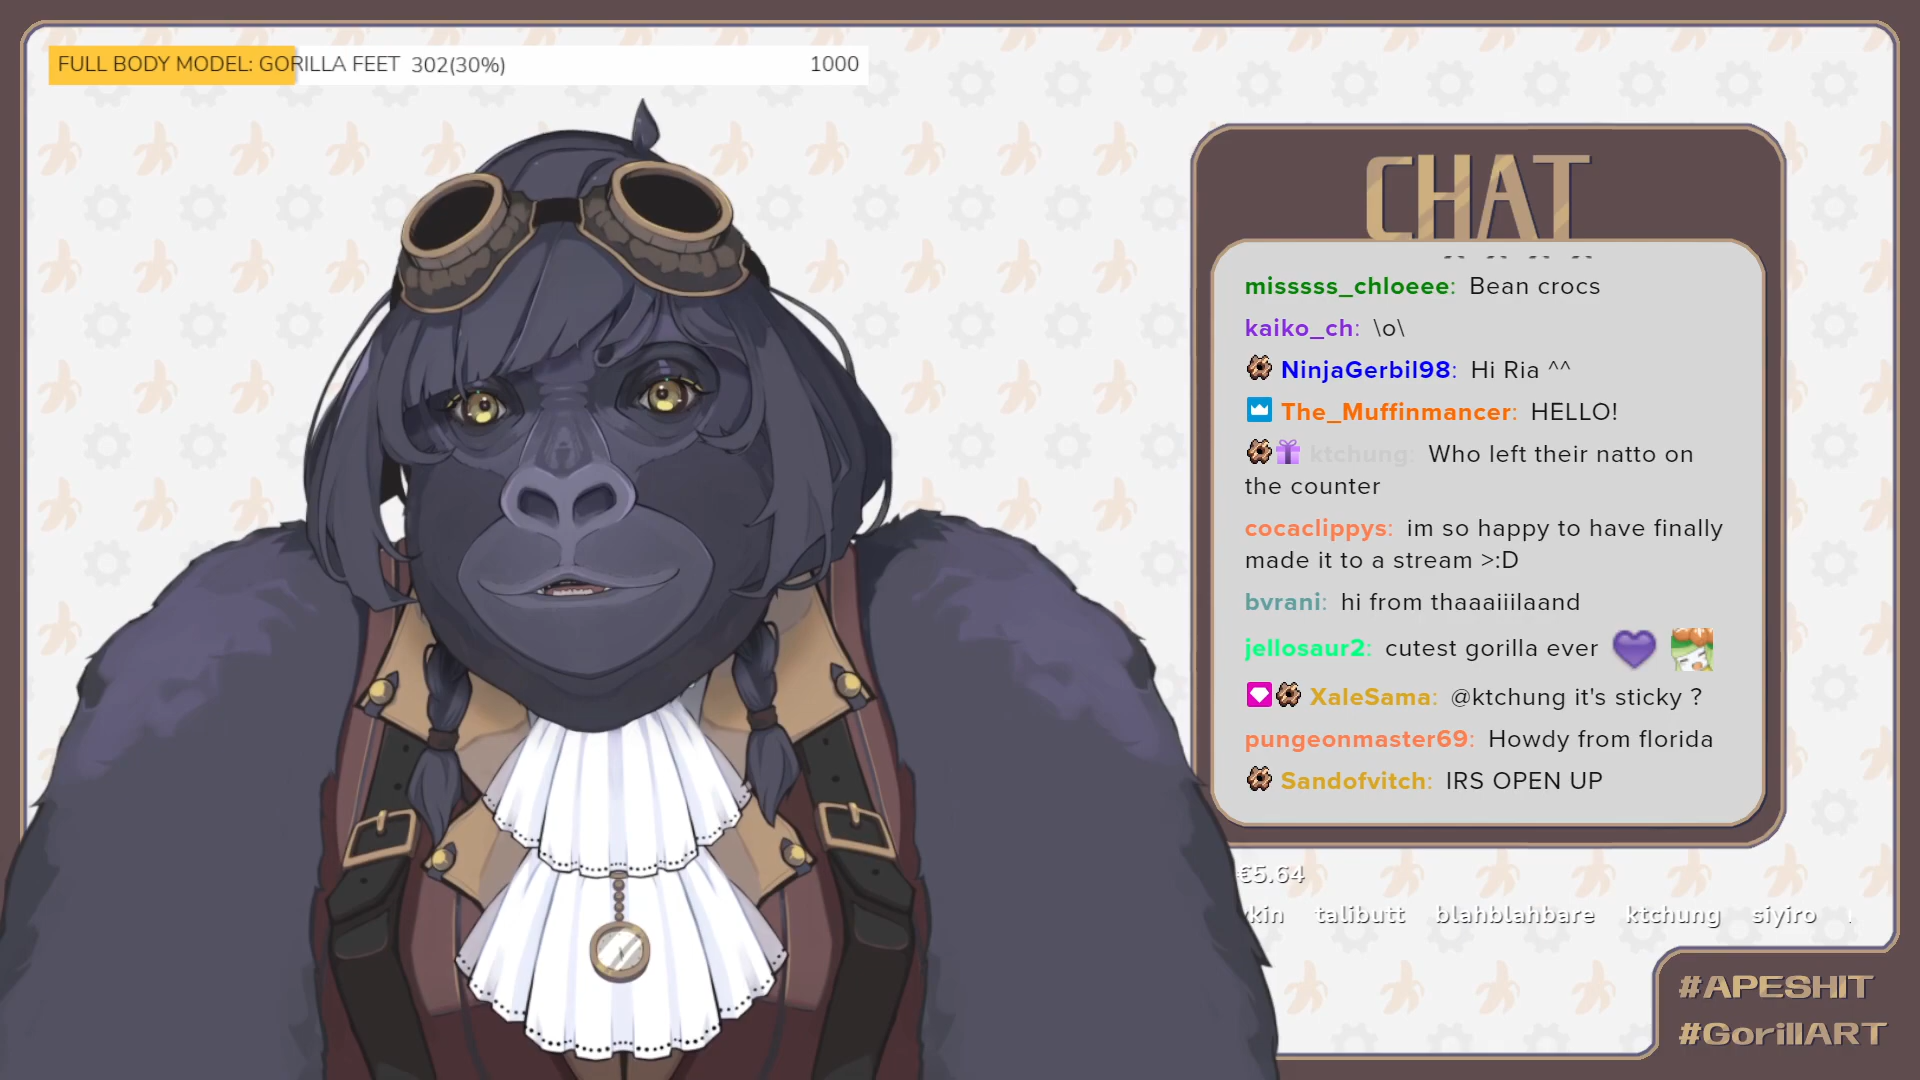 FULL BODY MODEL: GORILLA FEET 302(30%) 1000
CHAT
misssss_chloeee: Bean crocs
kaiko_ch: \o\
NinjaGerbil98: Hi Ria ^^
The_Muffinmancer: HELLO!
ktchung: Who left their natto on
the counter
cocaclippys: im so happy to have finally
made it to a stream >:D
bvrani: hi from thaaaiiilaand
jellosaur2: cutest gorilla ever
XaleSama: @ktchung it's sticky ?
pungeonmaster69: Howdy from florida
Sandofvitch: IRS OPEN UP
€5.64
talibutt blahblahbare ktchung siyiro
#APESHIT
#GorillART